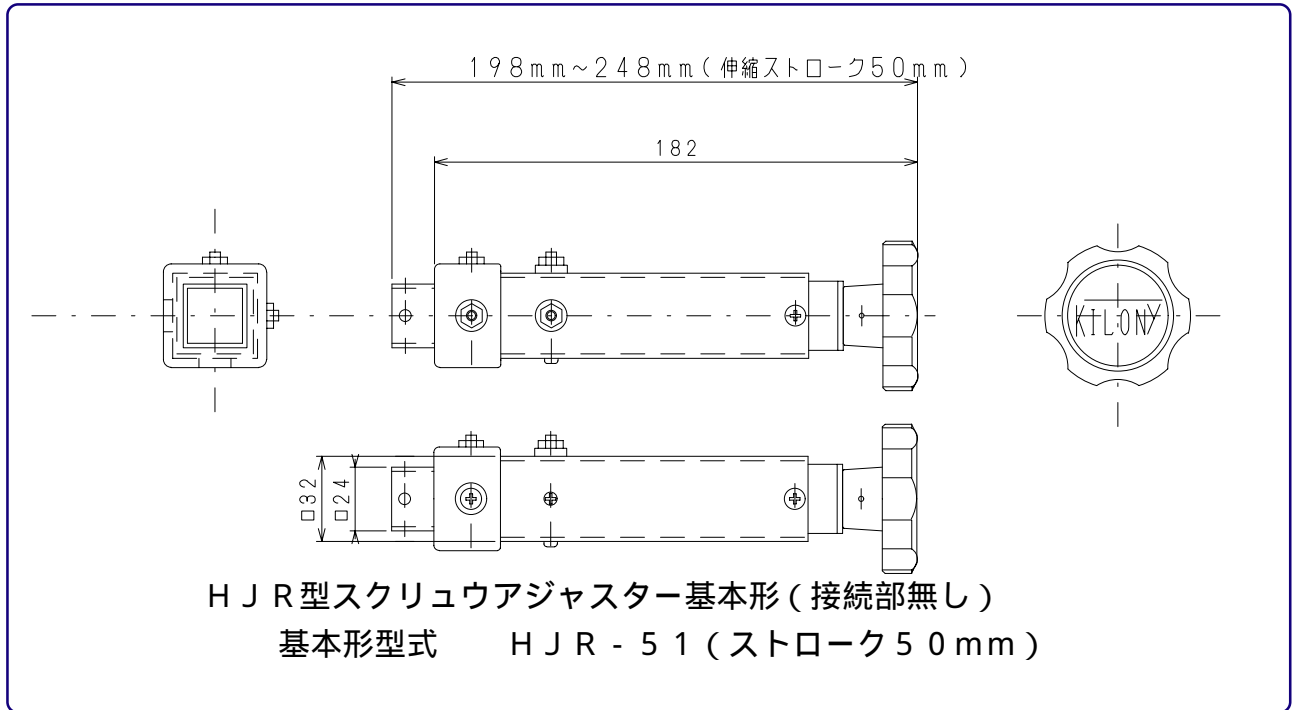 198mm~248mm(伸縮ストローク50mm)
182
KILONY
□32
□24
HJR型スクリュウアジャスター基本形(接続部無し)
基本形型式 HJR-51(ストローク50mm)